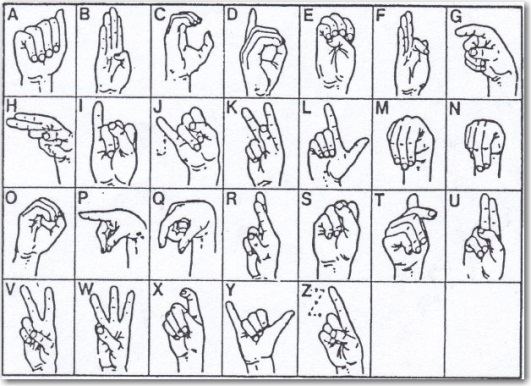 A B C D E F G
H I J K L M N
O P Q R S T U
V W X Y Z